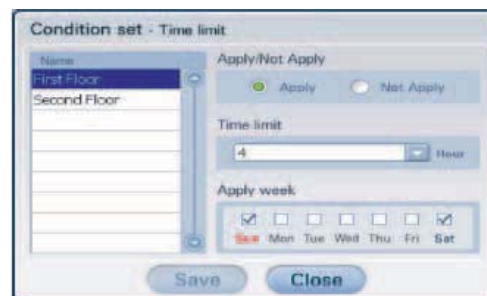 Condition set - Time limit
Name
First Floor
Second Floor
Apply/Not Apply
Apply
Not Apply
Time limit
4
Hour
Apply week
Sun Mon Tue Wed Thu Fri Sat
Save
Close